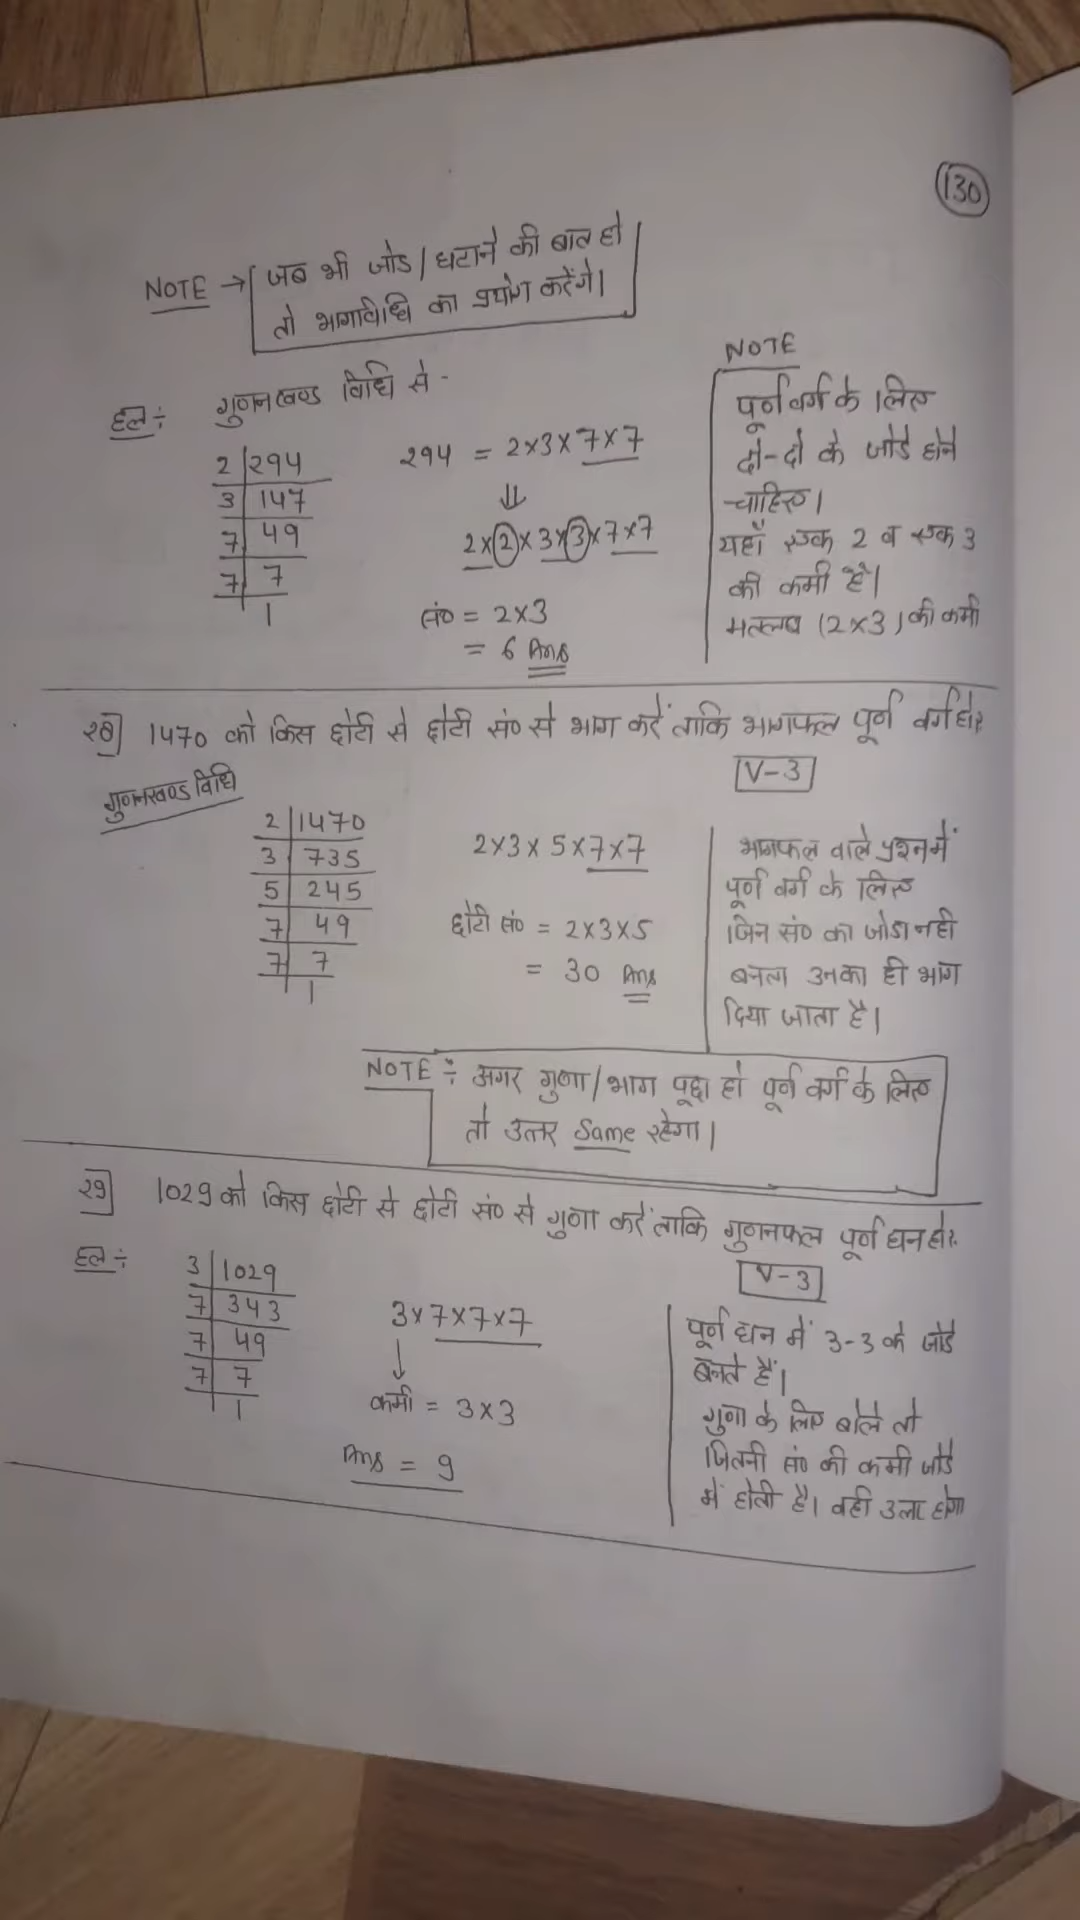 130
NOTE → जब भी जोड / घटाने की बात हो
तो भागविधि का प्रयोग करेंगे।
हल ÷ गुणनखण्ड विधि से -
2 | 294
3 | 147
7 | 49
7 | 7
1
294 = 2×3×7×7
⇓
2×2×3×3×7×7
सं० = 2×3
= 6 Ans
NOTE
पूर्ण वर्ग के लिए
दो-दो के जोडे होने
चाहिए।
यहाँ एक 2 व एक 3
की कमी है।
मतलब (2×3) की कमी
२8] 1470 को किस छोटी से छोटी सं० से भाग करें ताकि भागफल पूर्ण वर्ग हो?
V-3
गुणनखण्ड विधि
2 | 1470
3 | 735
5 | 245
7 | 49
7 | 7
1
2×3×5×7×7
छोटी सं० = 2×3×5
= 30 Ans
भागफल वाले प्रश्न में
पूर्ण वर्ग के लिए
जिन सं० का जोडा नही
बनता उनका ही भाग
दिया जाता है।
NOTE ÷ अगर गुणा / भाग पूछा हो पूर्ण वर्ग के लिए
तो उत्तर Same रहेगा।
२9] 1029 को किस छोटी से छोटी सं० से गुणा करें ताकि गुणनफल पूर्ण घन हो?
V-3
हल ÷
3 | 1029
7 | 343
7 | 49
7 | 7
1
3×7×7×7
↓
कमी = 3×3
Ans = 9
पूर्ण घन में 3-3 के जोडे
बनते हैं।
गुणा के लिए बोले तो
जितनी सं० की कमी जोडे
में होती है। वही उत्तर होगा